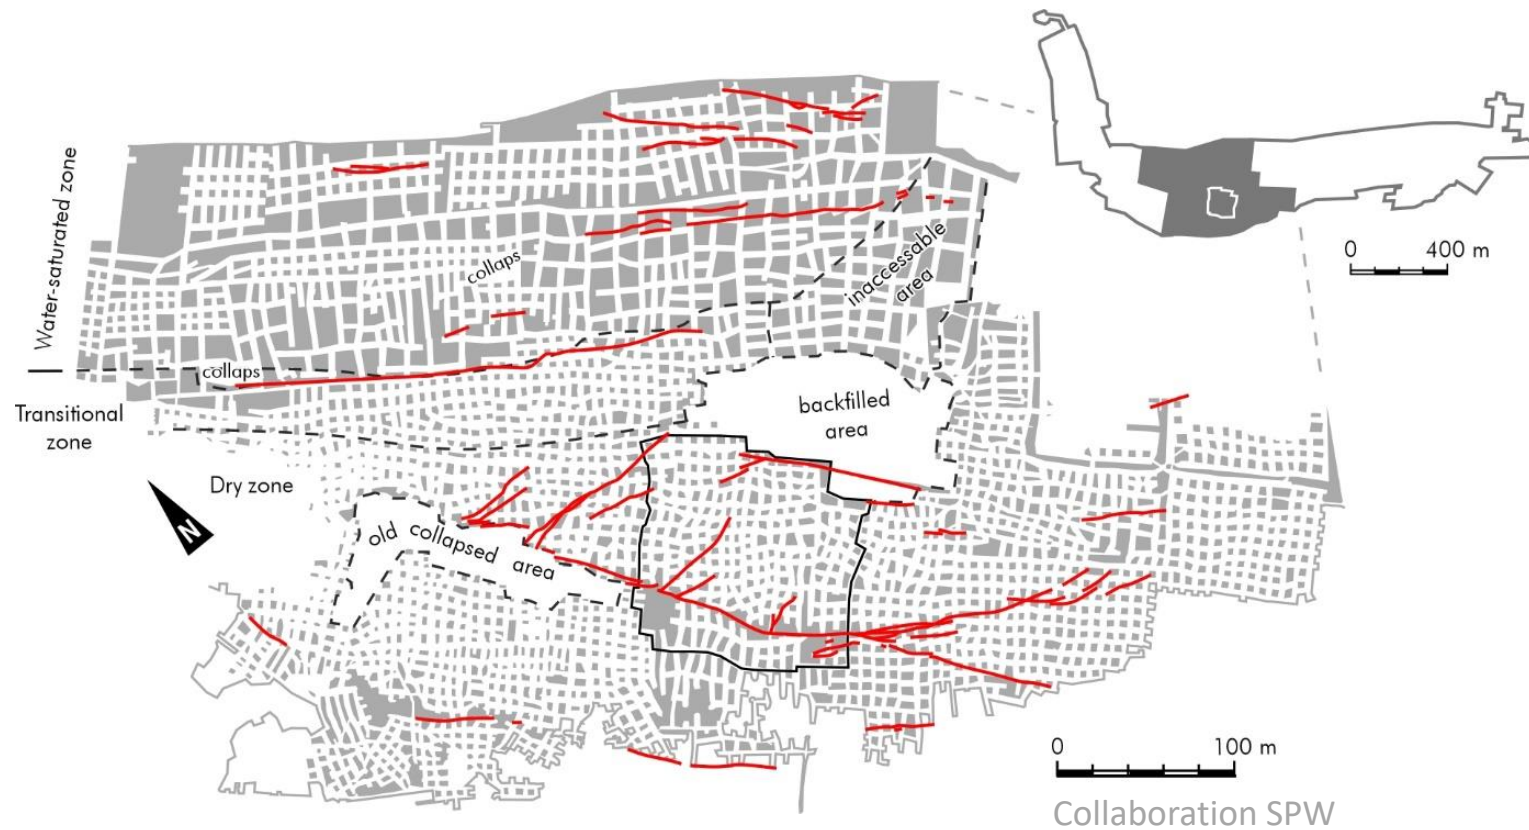 Water-saturated zone
Transitional
zone
Dry zone
N
collaps
collaps
inaccessable
area
backfilled
area
old collapsed area
0 400 m
0 100 m
Collaboration SPW